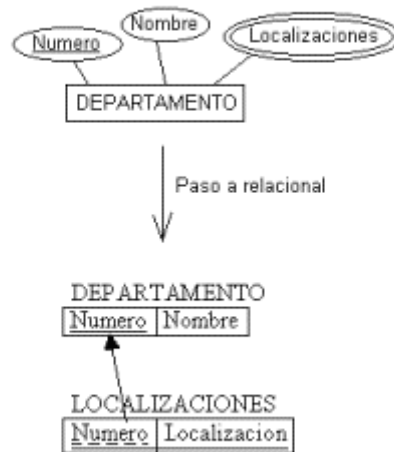 Numero Nombre Localizaciones
DEPARTAMENTO
Paso a relacional
DEPARTAMENTO
Numero Nombre
LOCALIZACIONES
Numero Localizacion